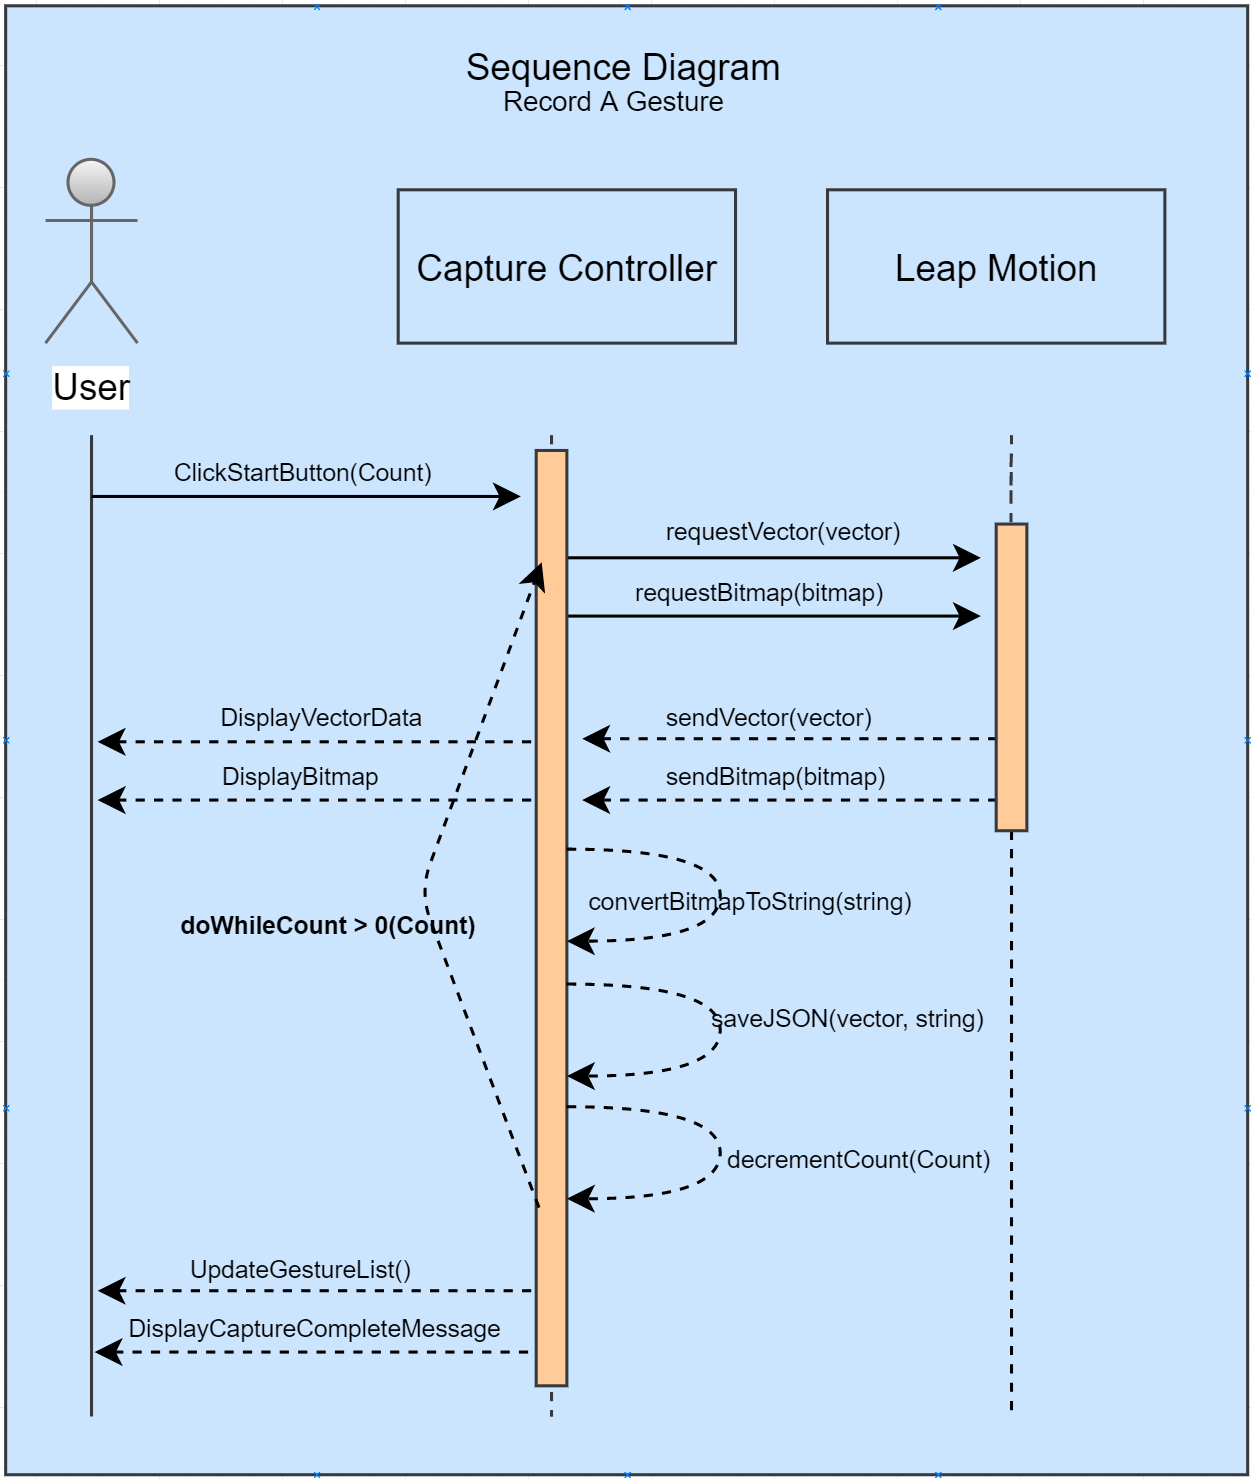 Sequence Diagram
Record A Gesture
Capture Controller
Leap Motion
User
ClickStartButton(Count)
requestVector(vector)
requestBitmap(bitmap)
DisplayVectorData
sendVector(vector)
DisplayBitmap
sendBitmap(bitmap)
convertBitmapToString(string)
doWhileCount > 0(Count)
saveJSON(vector, string)
decrementCount(Count)
UpdateGestureList()
DisplayCaptureCompleteMessage